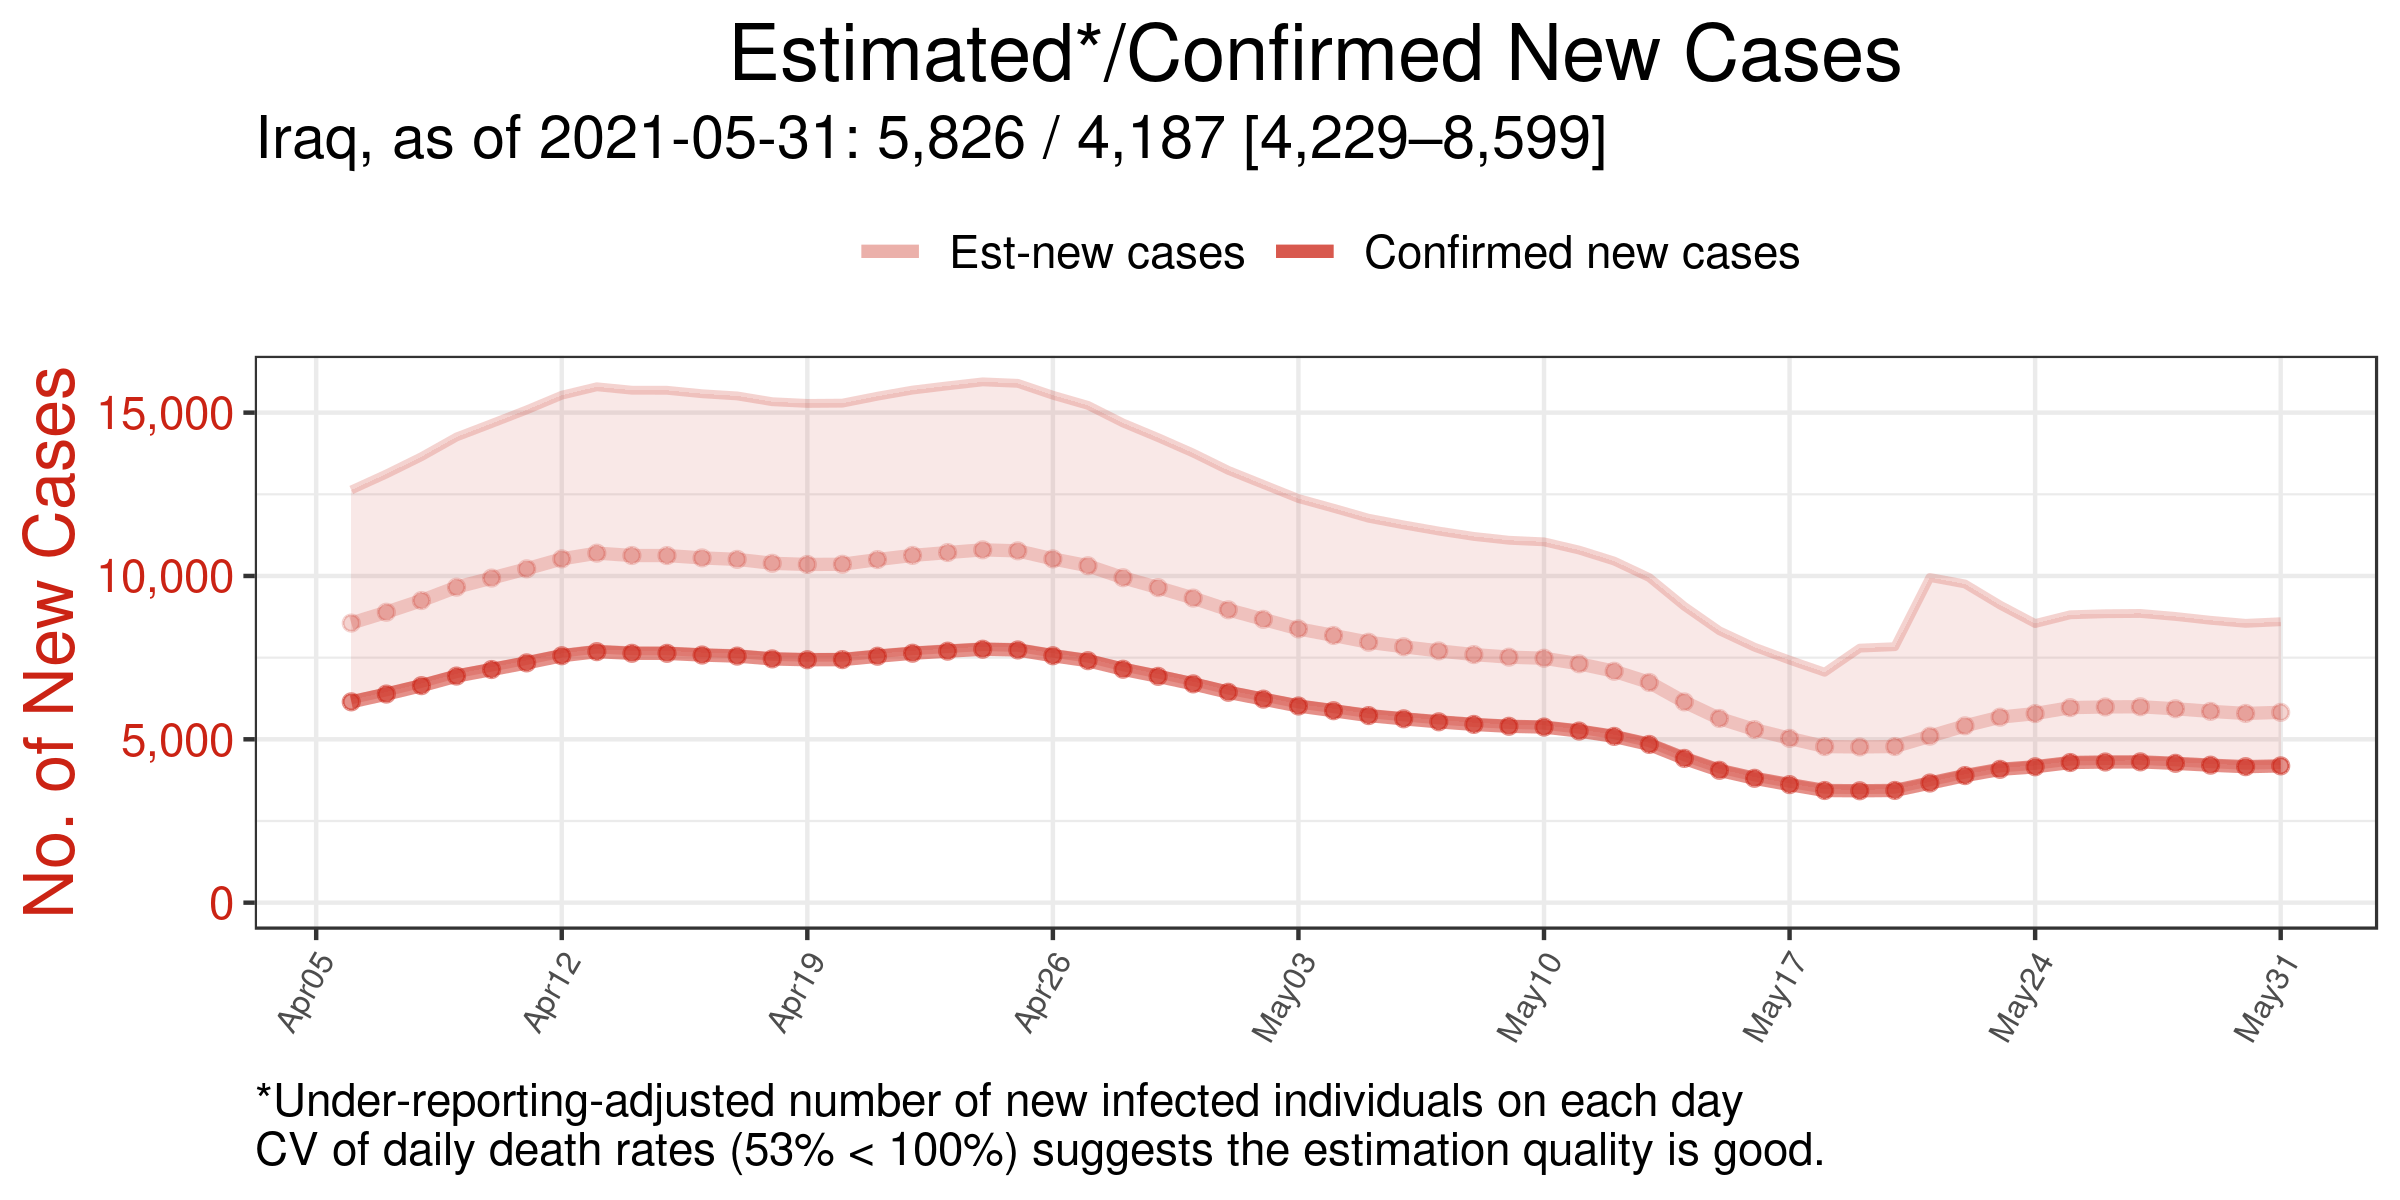 Estimated*/Confirmed New Cases
Iraq, as of 2021-05-31: 5,826 / 4,187 [4,229–8,599]
Est-new cases Confirmed new cases
No. of New Cases
15,000
10,000
5,000
0
Apr05 Apr12 Apr19 Apr26 May03 May10 May17 May24 May31
*Under-reporting-adjusted number of new infected individuals on each day
CV of daily death rates (53% < 100%) suggests the estimation quality is good.